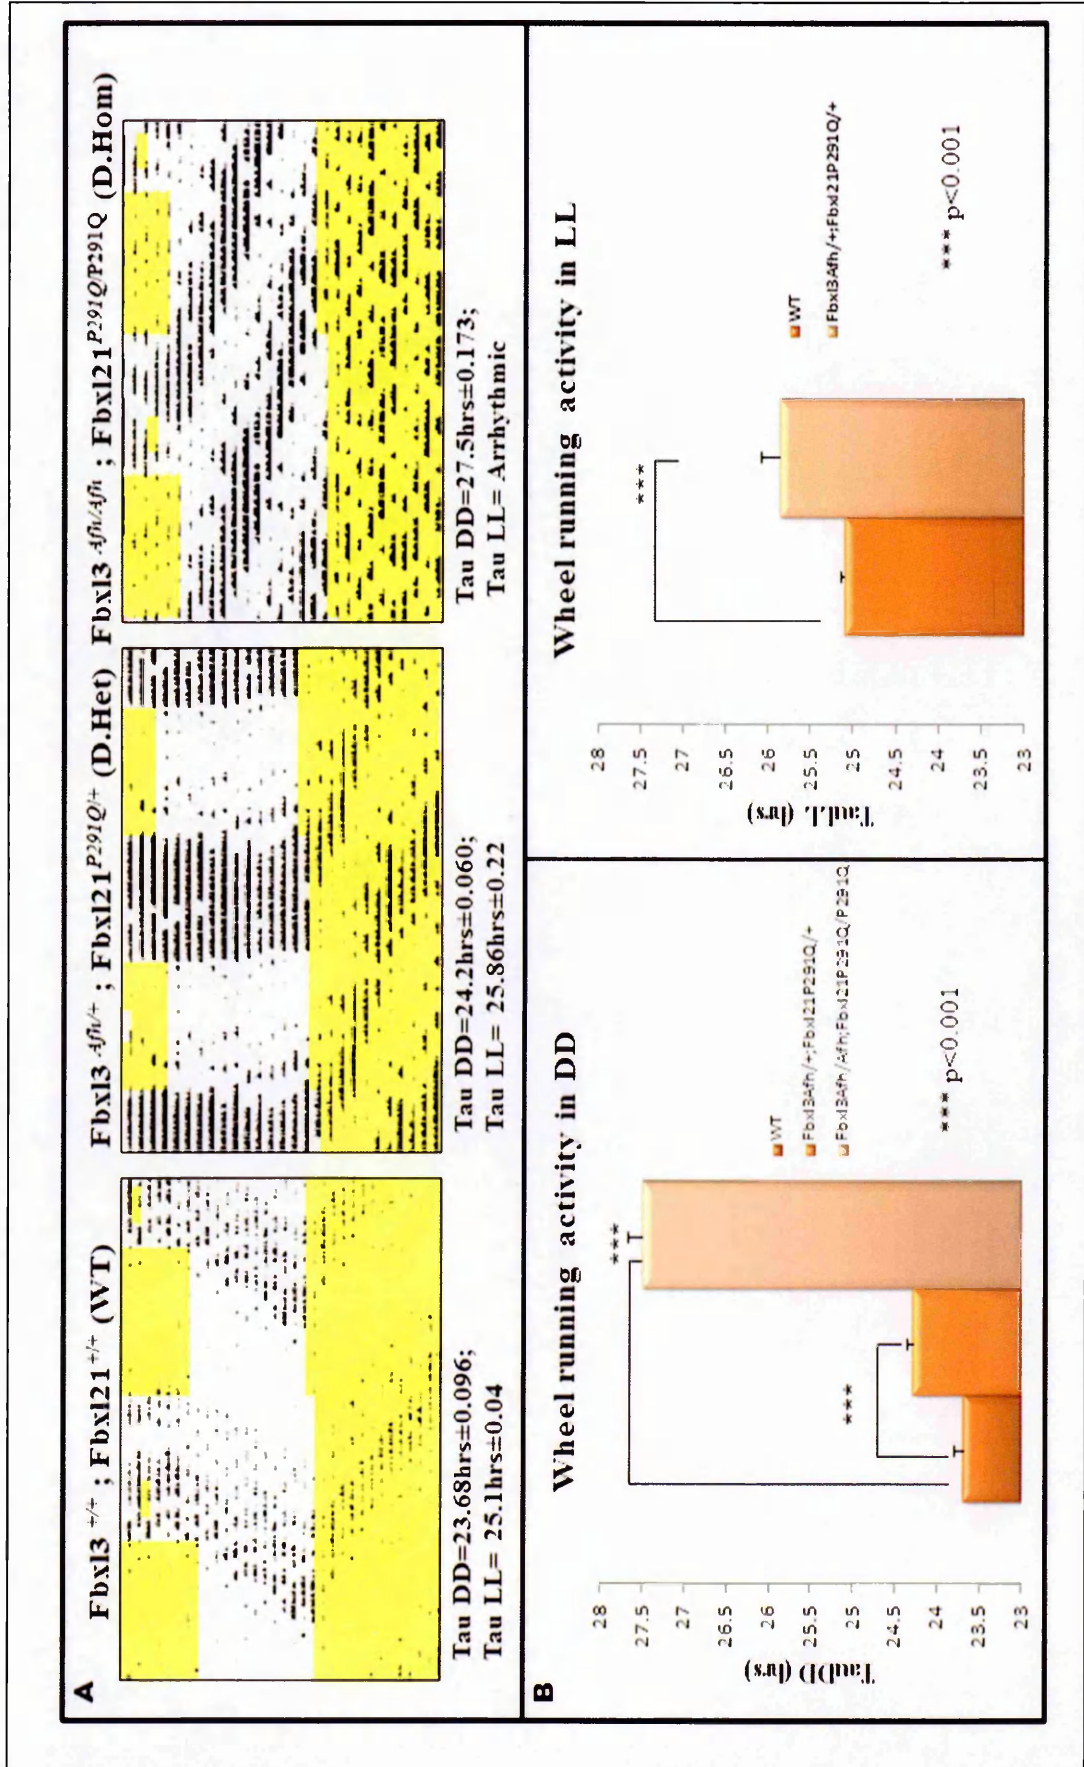 A
Fbxl3 +/+ ; Fbxl21 +/+ (WT)
Fbxl3 Afh/+ ; Fbxl21 P291Q/+ (D.Het)
Fbxl3 Afh/Afh ; Fbxl21 P291Q/P291Q (D.Hom)
Tau DD=23.68hrs±0.096;
Tau LL= 25.1hrs±0.04
Tau DD=24.2hrs±0.060;
Tau LL= 25.86hrs±0.22
Tau DD=27.5hrs±0.173;
Tau LL= Arrhythmic
B
Wheel running activity in DD
TauDD (hrs)
28
27.5
27
26.5
26
25.5
25
24.5
24
23.5
23
***
***
WT
Fbxl3Afh/+;Fbxl21P291Q/+
Fbxl3Afh/Afh;Fbxl21P291Q/P291Q
*** p<0.001
Wheel running activity in LL
TauLL (hrs)
28
27.5
27
26.5
26
25.5
25
24.5
24
23.5
23
***
WT
Fbxl3Afh/+;Fbxl21P291Q/+
*** p<0.001